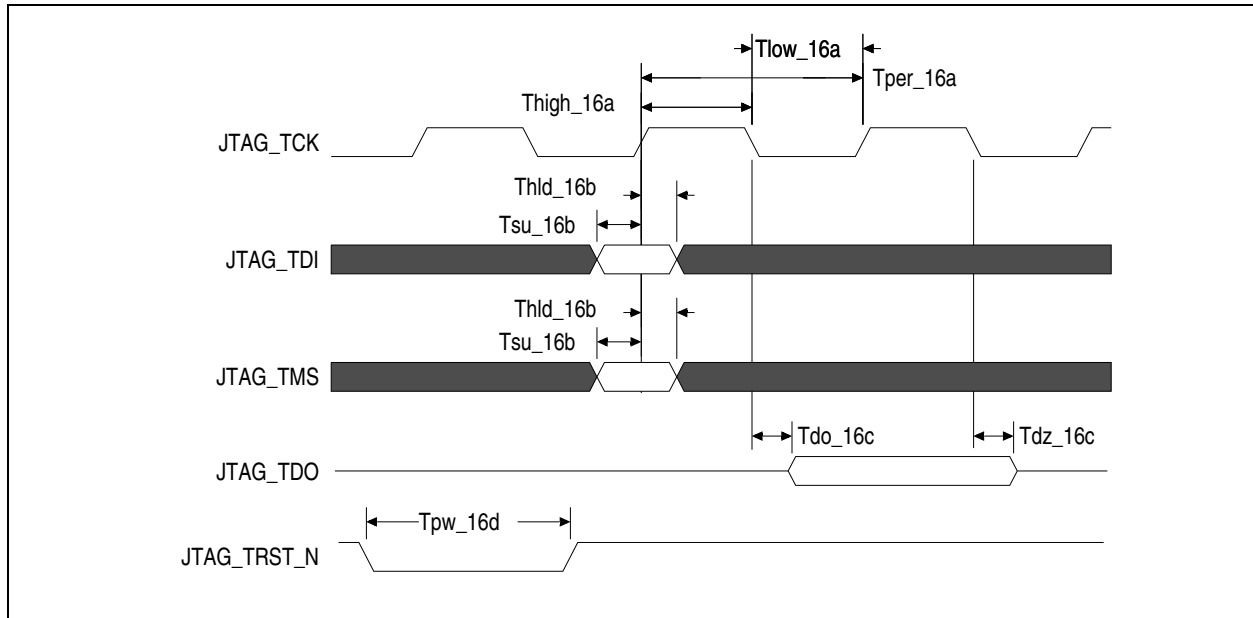 Tlow_16a
Tper_16a
Thigh_16a
JTAG_TCK
Thld_16b
Tsu_16b
JTAG_TDI
Thld_16b
Tsu_16b
JTAG_TMS
Tdo_16c
Tdz_16c
JTAG_TDO
Tpw_16d
JTAG_TRST_N